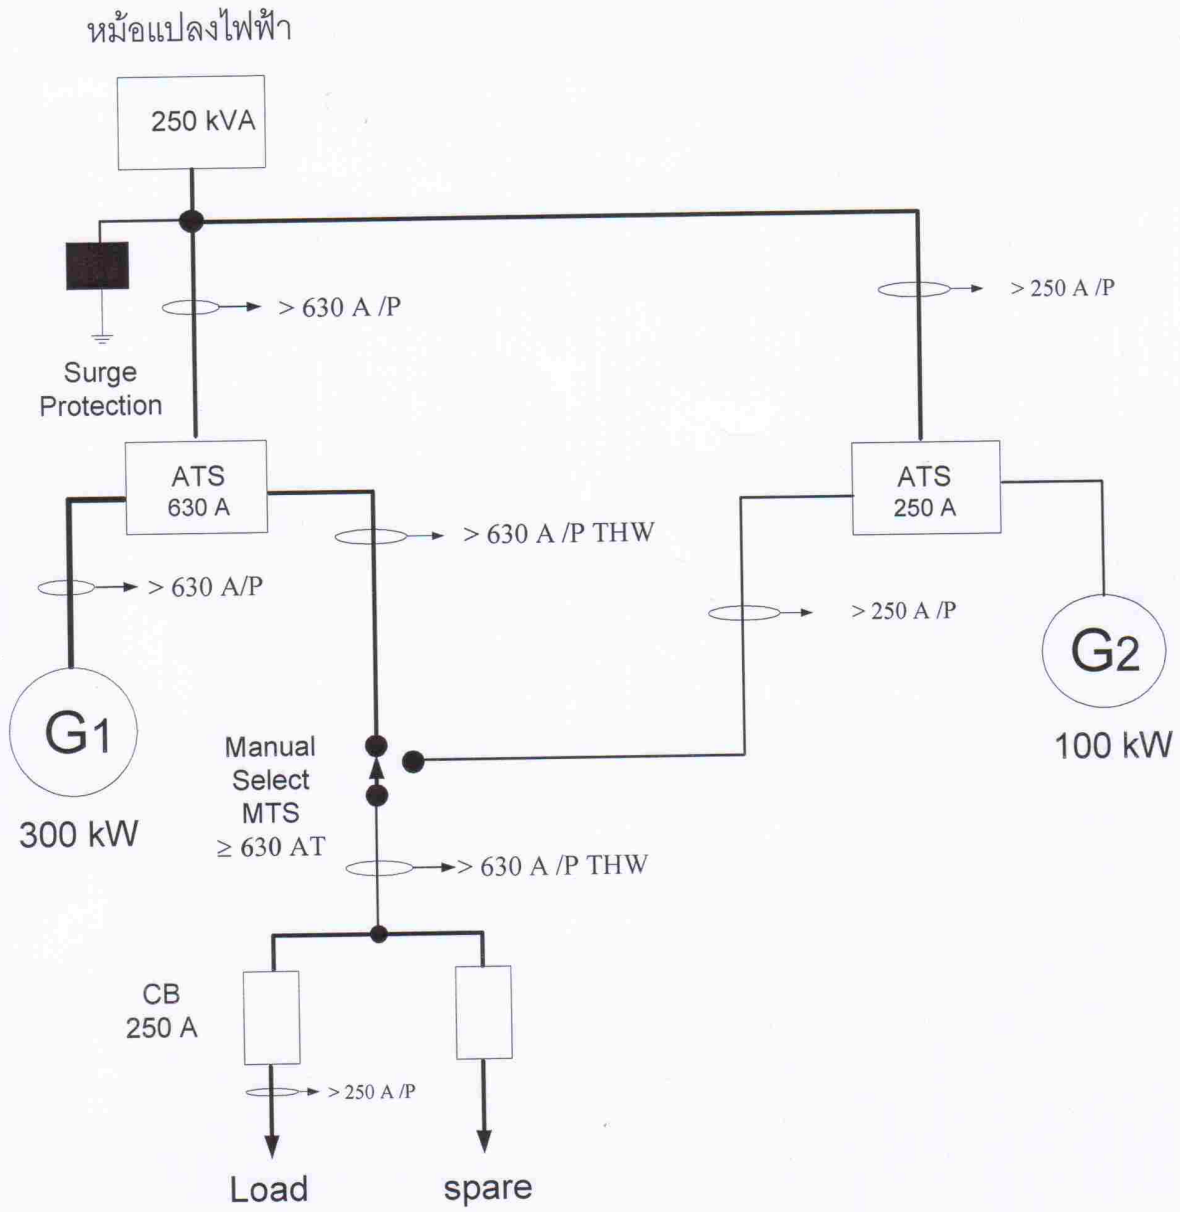 หม้อแปลงไฟฟ้า
250 kVA
> 630 A /P
> 250 A /P
Surge
Protection
ATS
630 A
ATS
250 A
> 630 A /P THW
> 630 A/P
> 250 A /P
G1
300 kW
G2
100 kW
Manual
Select
MTS
≥ 630 AT
> 630 A /P THW
CB
250 A
> 250 A /P
Load
spare